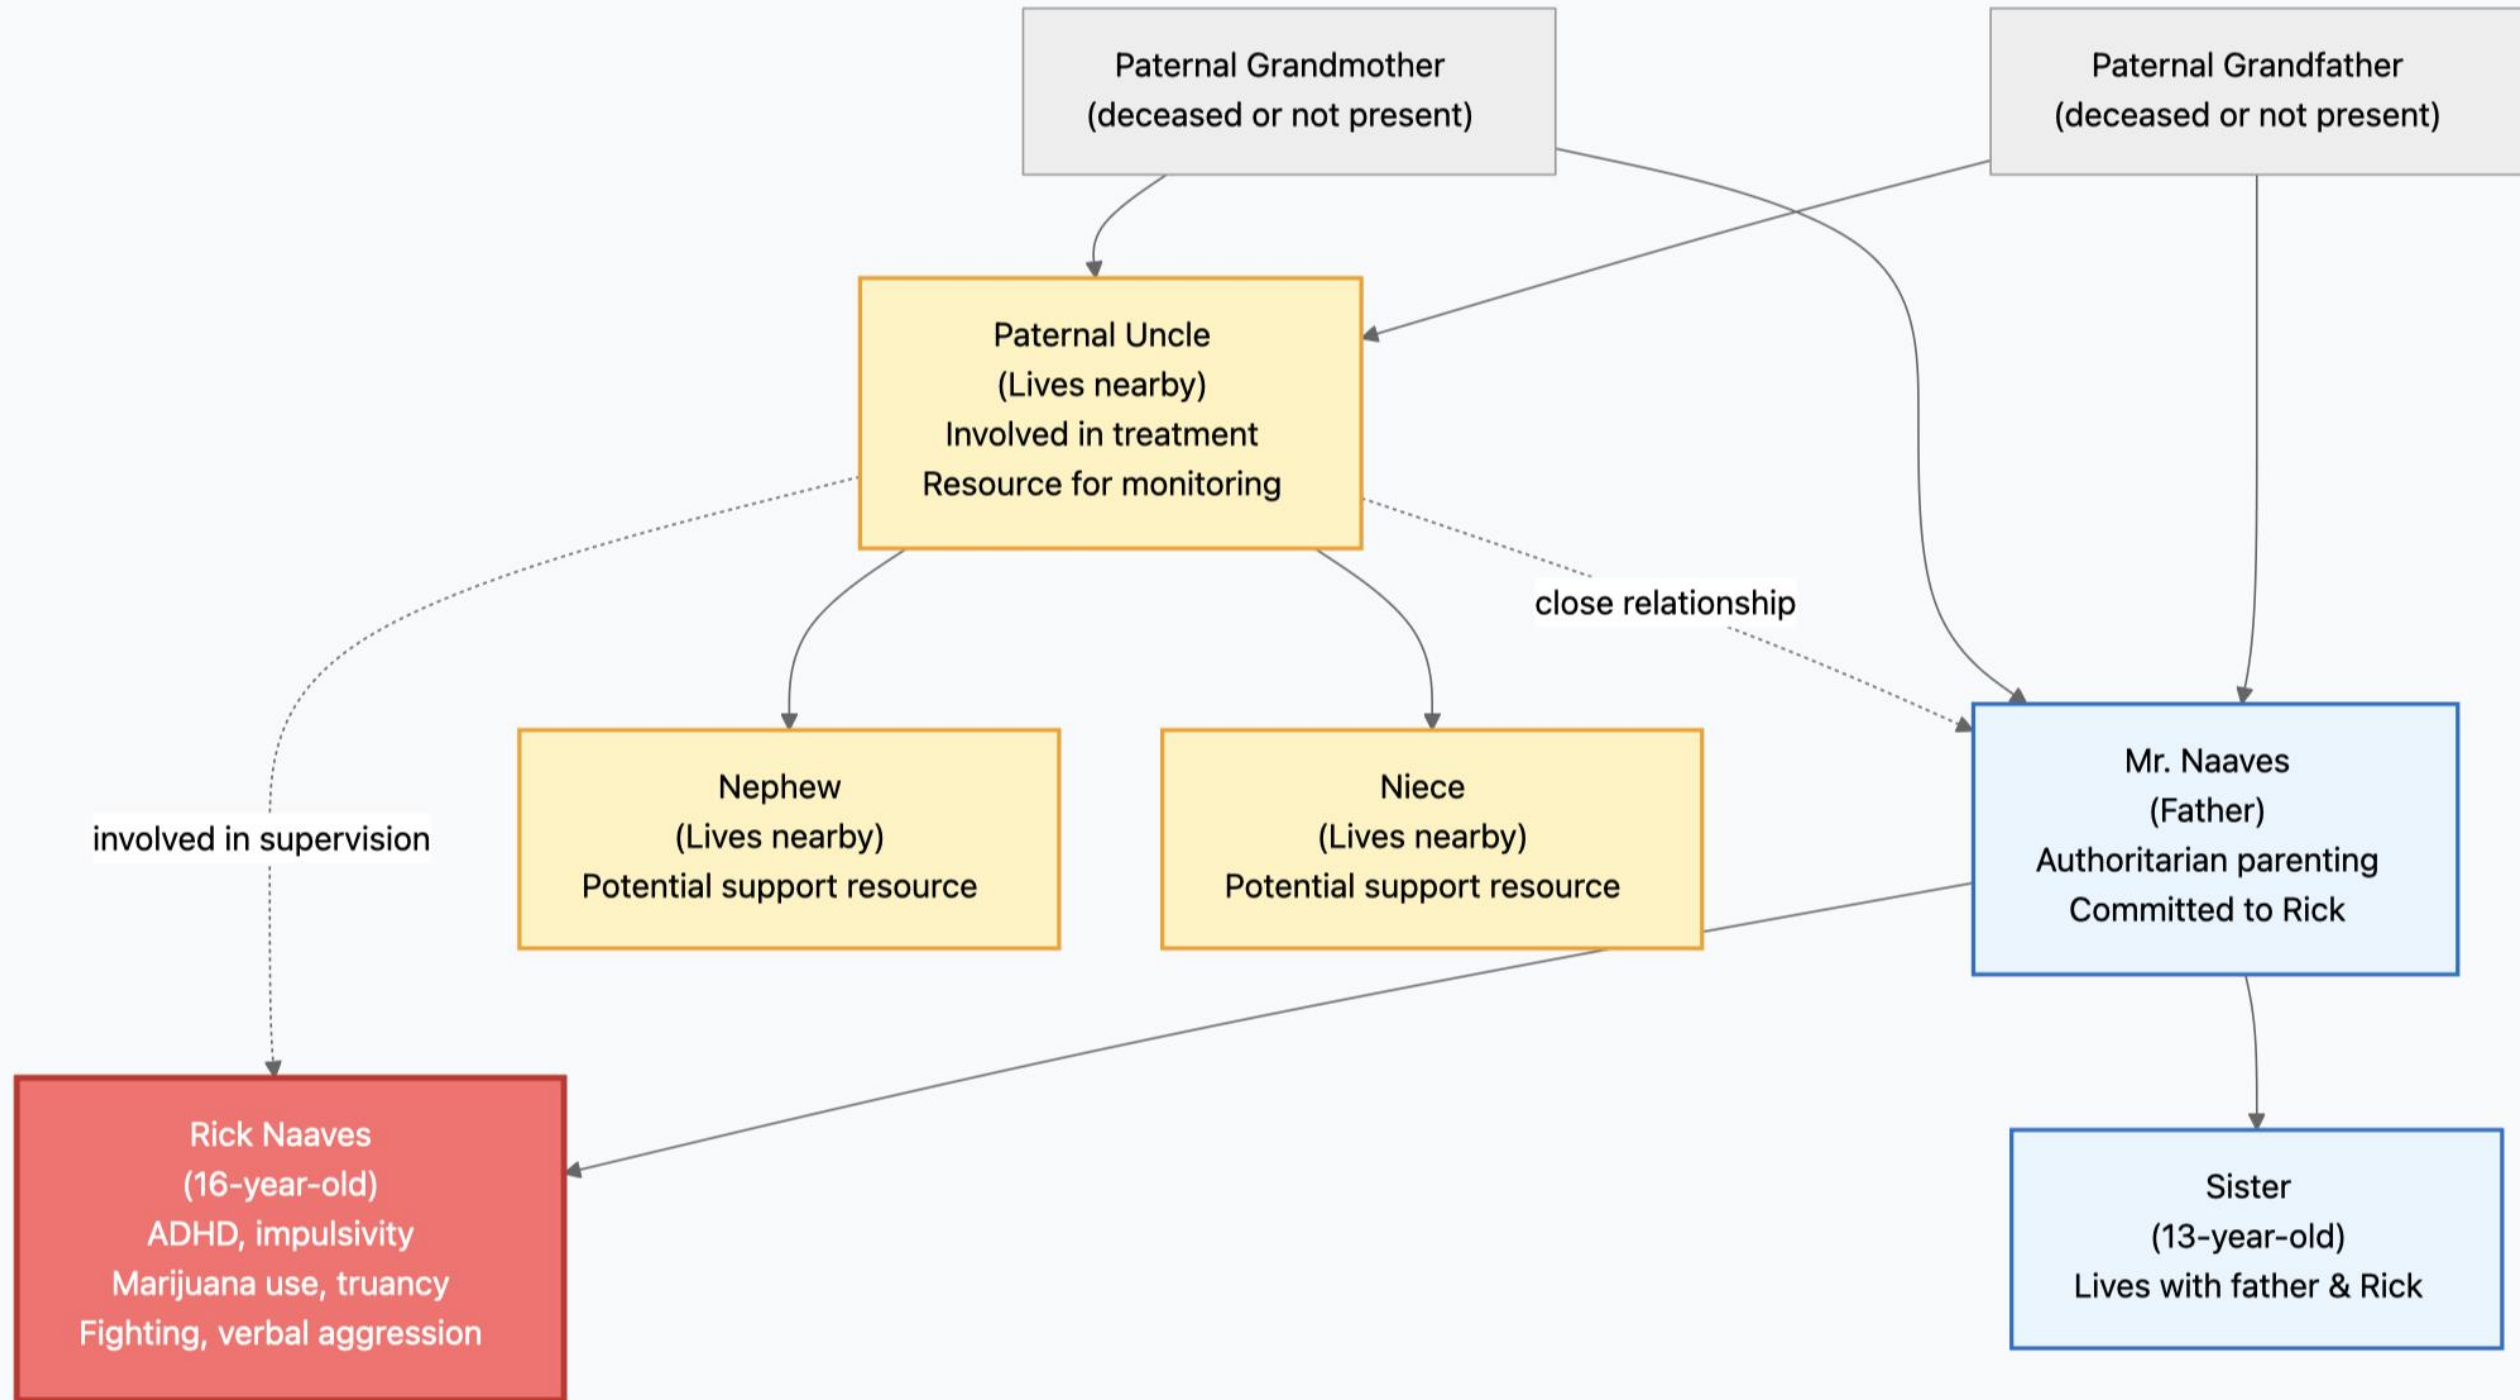 Paternal Grandmother
(deceased or not present)
Paternal Grandfather
(deceased or not present)
Paternal Uncle
(Lives nearby)
Involved in treatment
Resource for monitoring
close relationship
involved in supervision
Nephew
(Lives nearby)
Potential support resource
Niece
(Lives nearby)
Potential support resource
Mr. Naaves
(Father)
Authoritarian parenting
Committed to Rick
Rick Naaves
(16-year-old)
ADHD, impulsivity
Marijuana use, truancy
Fighting, verbal aggression
Sister
(13-year-old)
Lives with father & Rick